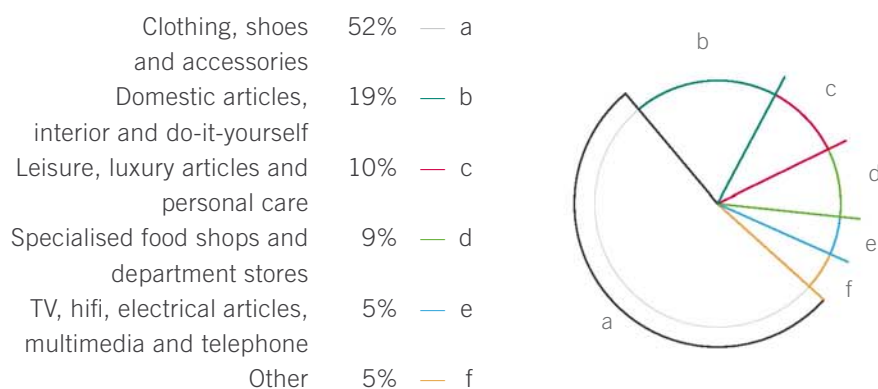 Clothing, shoes 52% — a
and accessories
Domestic articles, 19% — b
interior and do-it-yourself
Leisure, luxury articles and 10% — c
personal care
Specialised food shops and 9% — d
department stores
TV, hifi, electrical articles, 5% — e
multimedia and telephone
Other 5% — f
b
c
d
e
f
a